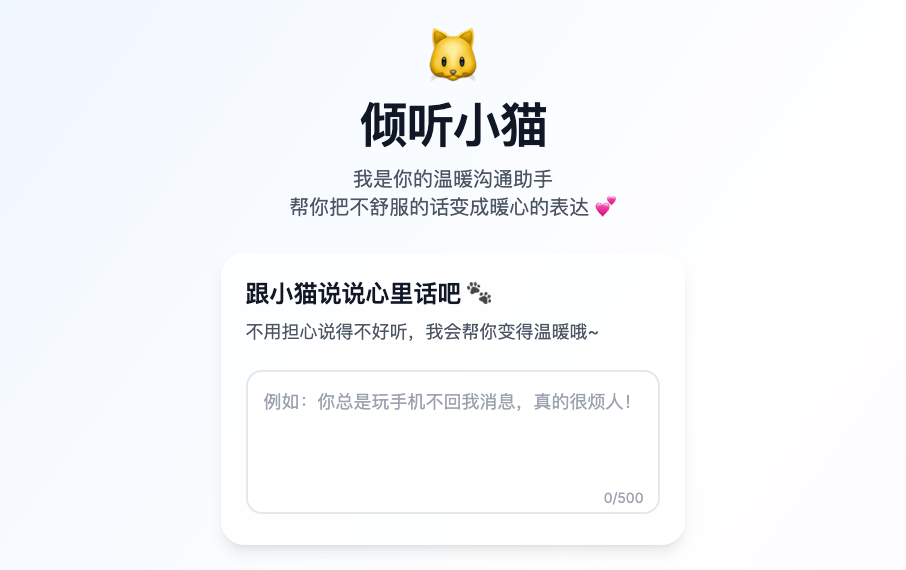 倾听小猫
我是你的温暖沟通助手
帮你把不舒服的话变成暖心的表达 💕
跟小猫说说心里话吧 🐾
不用担心说得不好听，我会帮你变得温暖哦~
例如：你总是玩手机不回我消息，真的很烦人！
0/500